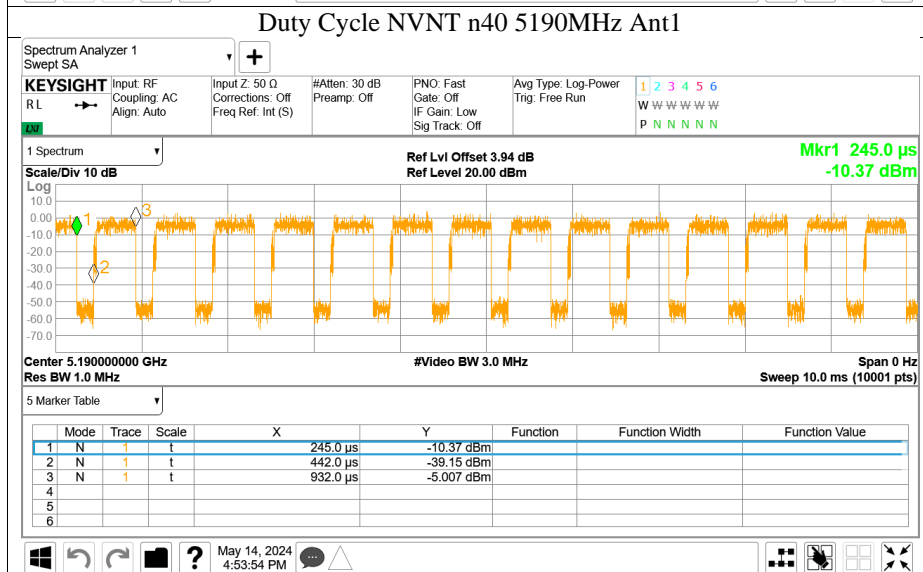 Duty Cycle NVNT n40 5190MHz Ant1
Spectrum Analyzer 1
Swept SA
KEYSIGHT Input: RF Input Z: 50 Ω #Atten: 30 dB PNO: Fast Avg Type: Log-Power 1 2 3 4 5 6
R L Coupling: AC Corrections: Off Preamp: Off Gate: Off Trig: Free Run W W W W W W
Align: Auto Freq Ref: Int (S) IF Gain: Low
LXI Sig Track: Off P N N N N N
1 Spectrum Ref Lvl Offset 3.94 dB Mkr1 245.0 µs
Scale/Div 10 dB Ref Level 20.00 dBm -10.37 dBm
Log
10.0
0.00
-10.0
-20.0
-30.0
-40.0
-50.0
-60.0
-70.0
1
2
3
Center 5.190000000 GHz #Video BW 3.0 MHz Span 0 Hz
Res BW 1.0 MHz Sweep 10.0 ms (10001 pts)
5 Marker Table
Mode Trace Scale X Y Function Function Width Function Value
1 N 1 t 245.0 µs -10.37 dBm
2 N 1 t 442.0 µs -39.15 dBm
3 N 1 t 932.0 µs -5.007 dBm
4
5
6
? May 14, 2024
4:53:54 PM